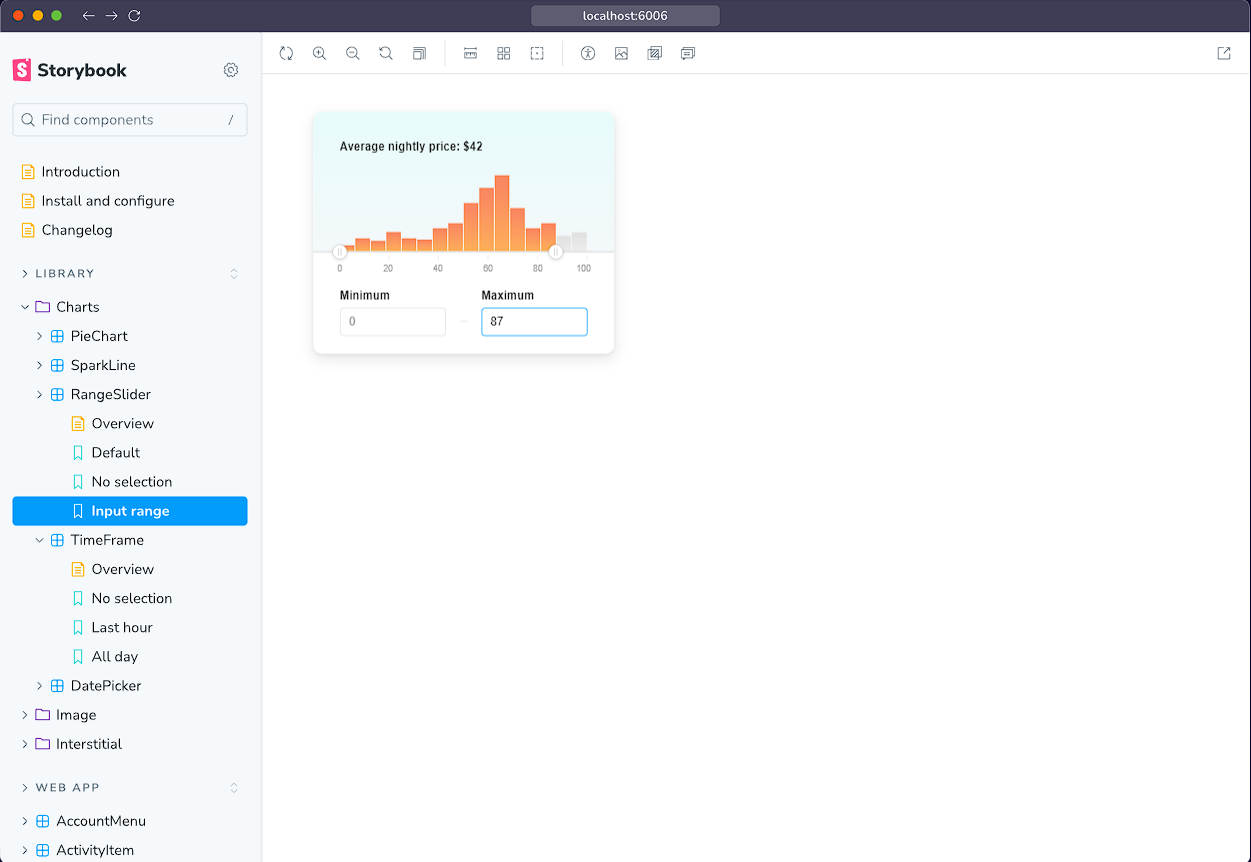 localhost:6006
Storybook
Find components /
Introduction
Install and configure
Changelog
LIBRARY
Charts
PieChart
SparkLine
RangeSlider
Overview
Default
No selection
Input range
TimeFrame
Overview
No selection
Last hour
All day
DatePicker
Image
Interstitial
WEB APP
AccountMenu
ActivityItem
Average nightly price: $42
0 20 40 60 80 100
Minimum Maximum
0 – 87